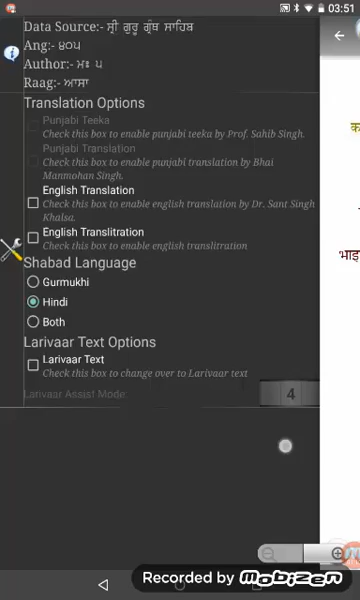 03:51
Data Source:- ਸ੍ਰੀ ਗੁਰੂ ਗ੍ਰੰਥ ਸਾਹਿਬ
Ang:- ੪੦੫
Author:- ਮਃ ੫
Raag:- ਆਸਾ
Translation Options
Punjabi Teeka
Check this box to enable punjabi teeka by Prof. Sahib Singh.
Punjabi Translation
Check this box to enable punjabi translation by Bhai
Manmohan Singh.
English Translation
Check this box to enable english translation by Dr. Sant Singh
Khalsa.
English Translitration
Check this box to enable english translitration
Shabad Language
Gurmukhi
Hindi
Both
Larivaar Text Options
Larivaar Text
Check this box to change over to Larivaar text
Larivaar Assist Mode
4
भाइ
Recorded by MOBIZEN